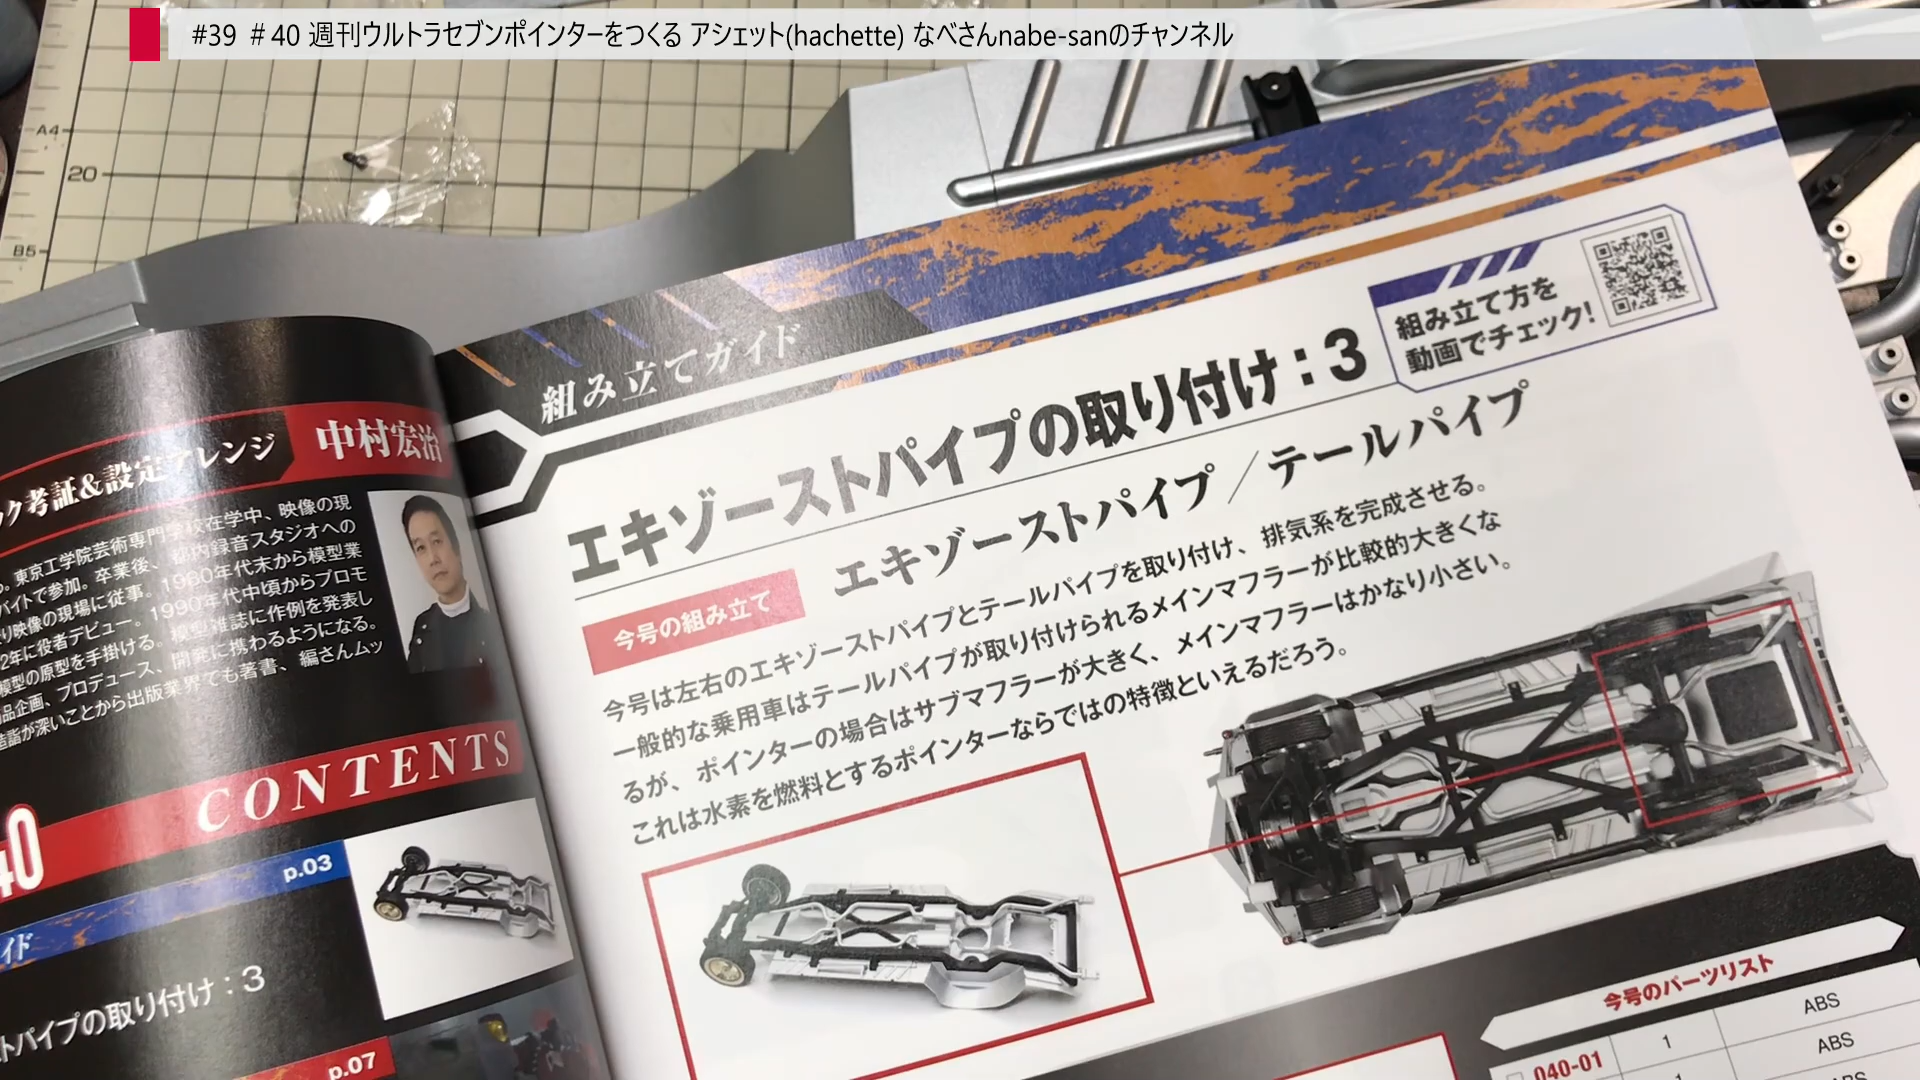 #39 ＃40 週刊ウルトラセブンポインターをつくる アシェット(hachette) なべさんnabe-sanのチャンネル
A4
20
B5
ック考証&設定アレンジ
中村宏治
東京工学院芸術専門学校在学中、映像の現
バイトで参加。卒業後、都内録音スタジオへの
り映像の現場に従事。1980年代末から模型業
2年に役者デビュー。1990年代中頃からプロモ
模型の原型を手掛ける。模型雑誌に作例を発表し
品企画、プロデュース、開発に携わるようになる。
造詣が深いことから出版業界でも著書、編さんムッ
CONTENTS
40
p.03
イド
トパイプの取り付け：3
p.07
組み立てガイド
組み立て方を
動画でチェック!
エキゾーストパイプの取り付け：3
エキゾーストパイプ／テールパイプ
今号の組み立て
今号は左右のエキゾーストパイプとテールパイプを取り付け、排気系を完成させる。
一般的な乗用車はテールパイプが取り付けられるメインマフラーが比較的大きくな
るが、ポインターの場合はサブマフラーが大きく、メインマフラーはかなり小さい。
これは水素を燃料とするポインターならではの特徴といえるだろう。
今号のパーツリスト
040-01 1 ABS
1 ABS
ABS